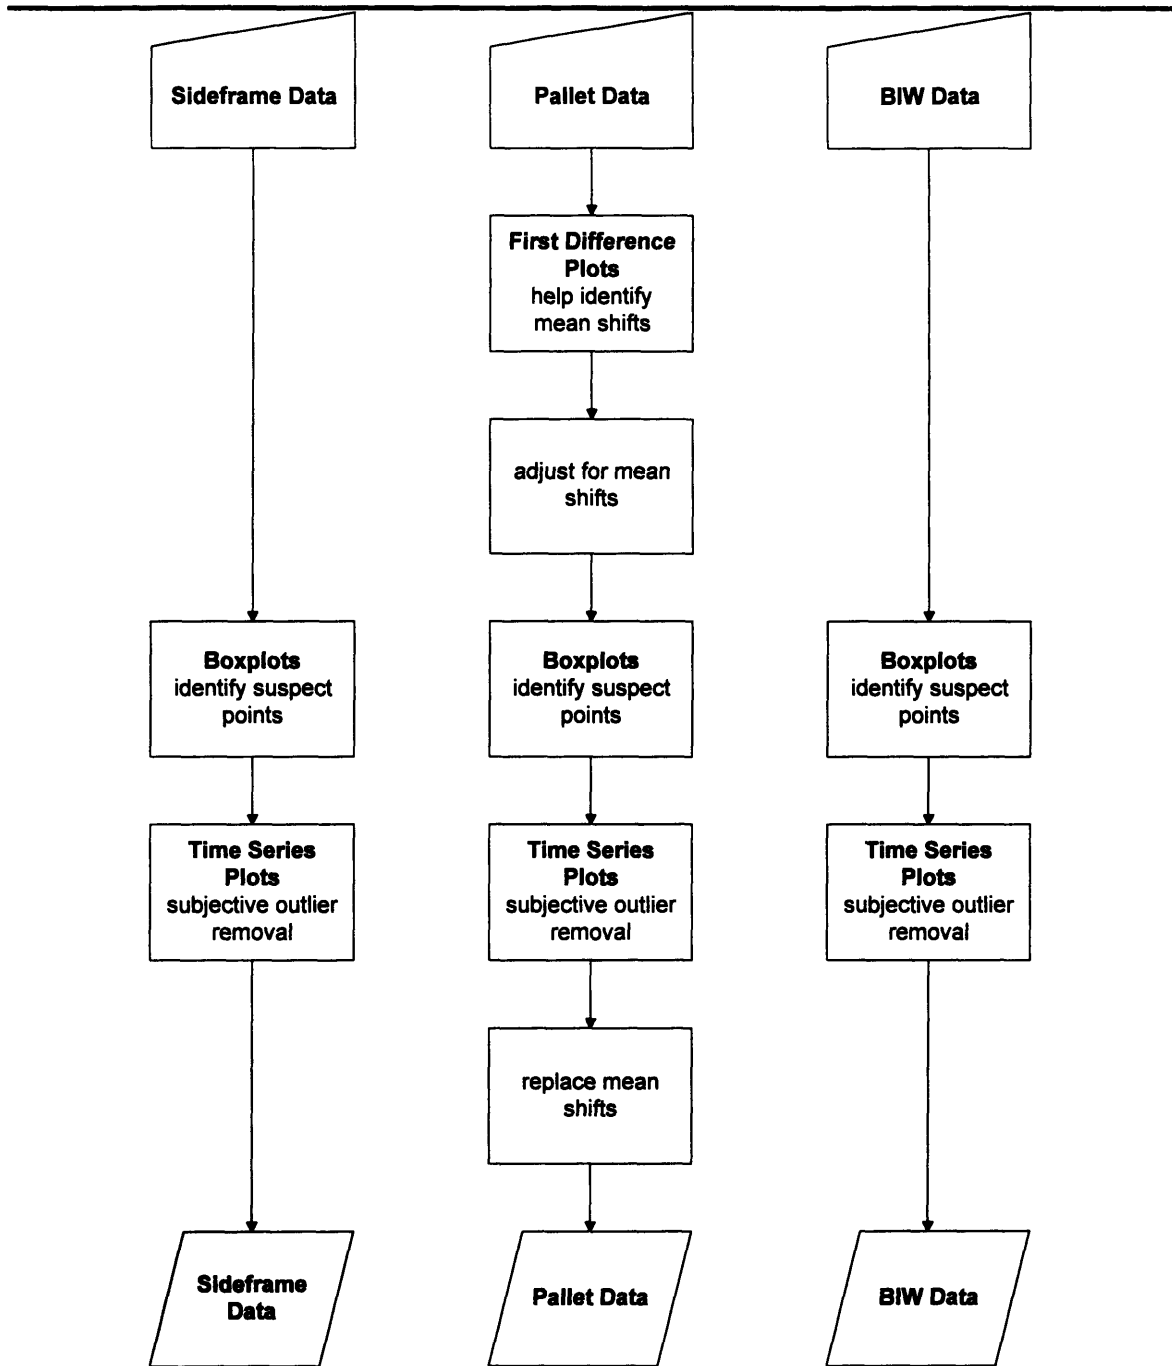 Sideframe Data
Pallet Data
BIW Data
First Difference
Plots
help identify
mean shifts
adjust for mean
shifts
Boxplots
identify suspect
points
Boxplots
identify suspect
points
Boxplots
identify suspect
points
Time Series
Plots
subjective outlier
removal
Time Series
Plots
subjective outlier
removal
Time Series
Plots
subjective outlier
removal
replace mean
shifts
Sideframe
Data
Pallet Data
BIW Data